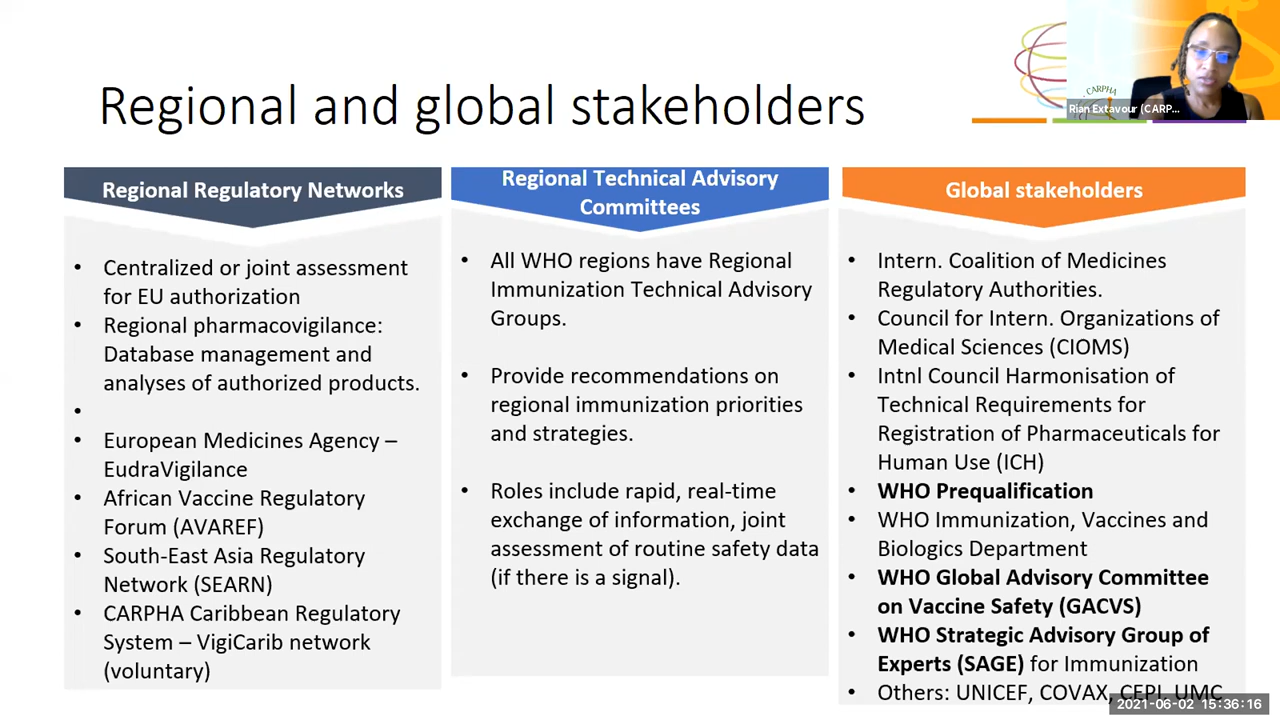 Regional and global stakeholders
CARPHA
Rian Extavour (CARP...
Regional Regulatory Networks
• Centralized or joint assessment
for EU authorization
• Regional pharmacovigilance:
Database management and
analyses of authorized products.
•
• European Medicines Agency –
EudraVigilance
• African Vaccine Regulatory
Forum (AVAREF)
• South-East Asia Regulatory
Network (SEARN)
• CARPHA Caribbean Regulatory
System – VigiCarib network
(voluntary)
Regional Technical Advisory
Committees
• All WHO regions have Regional
Immunization Technical Advisory
Groups.
• Provide recommendations on
regional immunization priorities
and strategies.
• Roles include rapid, real-time
exchange of information, joint
assessment of routine safety data
(if there is a signal).
Global stakeholders
• Intern. Coalition of Medicines
Regulatory Authorities.
• Council for Intern. Organizations of
Medical Sciences (CIOMS)
• Intnl Council Harmonisation of
Technical Requirements for
Registration of Pharmaceuticals for
Human Use (ICH)
• WHO Prequalification
• WHO Immunization, Vaccines and
Biologics Department
• WHO Global Advisory Committee
on Vaccine Safety (GACVS)
• WHO Strategic Advisory Group of
Experts (SAGE) for Immunization
• Others: UNICEF, COVAX, CEPI, UMC
2021-06-02 15:36:16